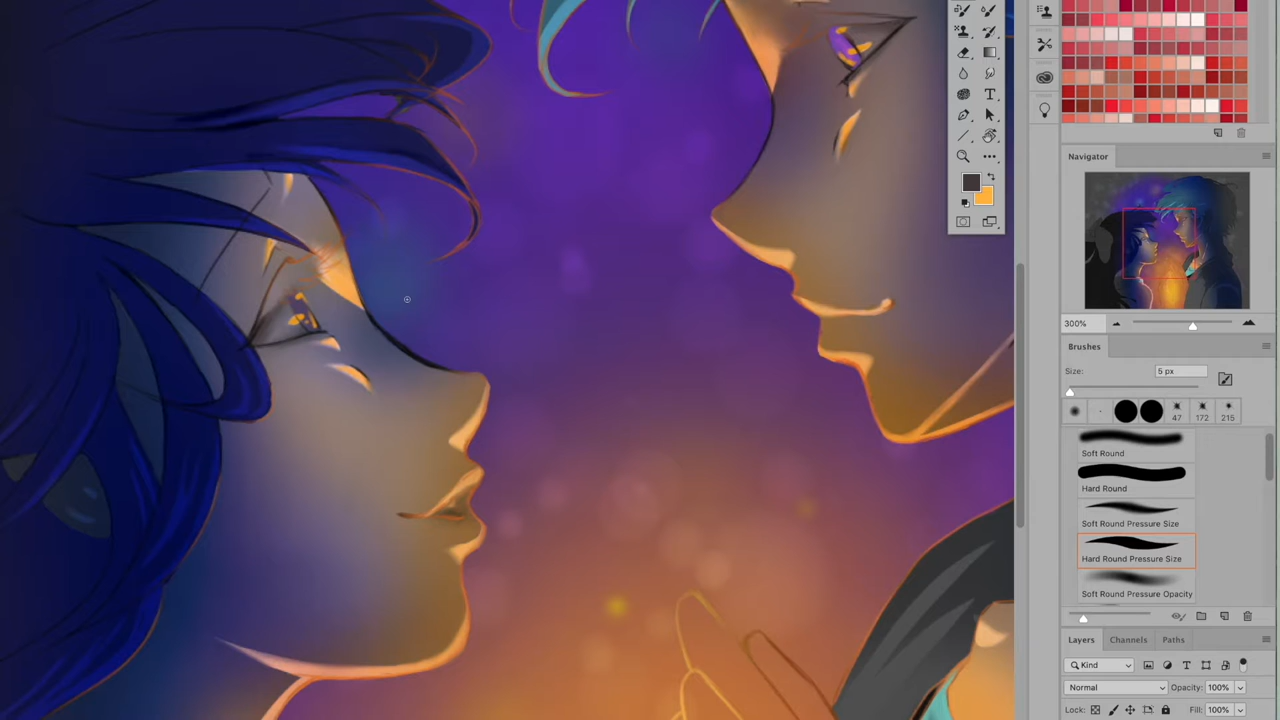 Navigator
300%
Brushes
Size: 5 px
47 172 215
Soft Round
Hard Round
Soft Round Pressure Size
Hard Round Pressure Size
Soft Round Pressure Opacity
Layers Channels Paths
Kind
Normal Opacity: 100%
Lock: Fill: 100%